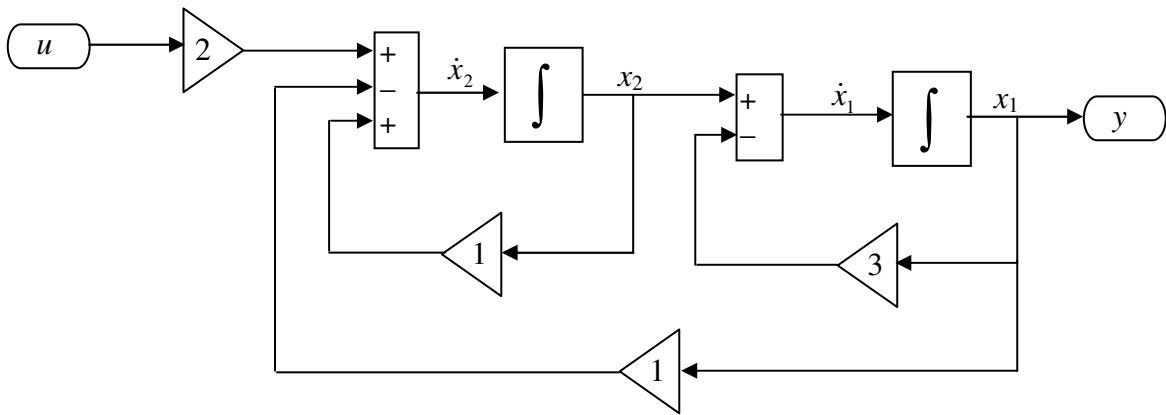 u
2
+
−
+
ẋ₂
∫
x₂
+
−
ẋ₁
∫
x₁
y
1
3
1